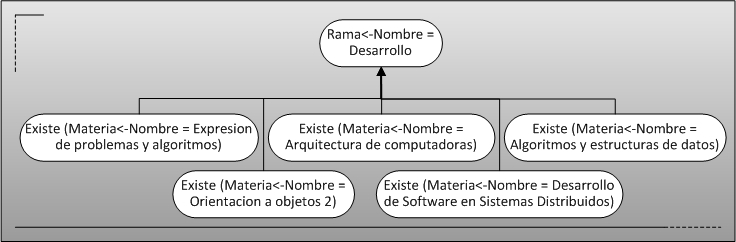 Rama<-Nombre =
Desarrollo
Existe (Materia<-Nombre = Expresion
de problemas y algoritmos)
Existe (Materia<-Nombre =
Arquitectura de computadoras)
Existe (Materia<-Nombre =
Algoritmos y estructuras de datos)
Existe (Materia<-Nombre =
Orientacion a objetos 2)
Existe (Materia<-Nombre = Desarrollo
de Software en Sistemas Distribuidos)